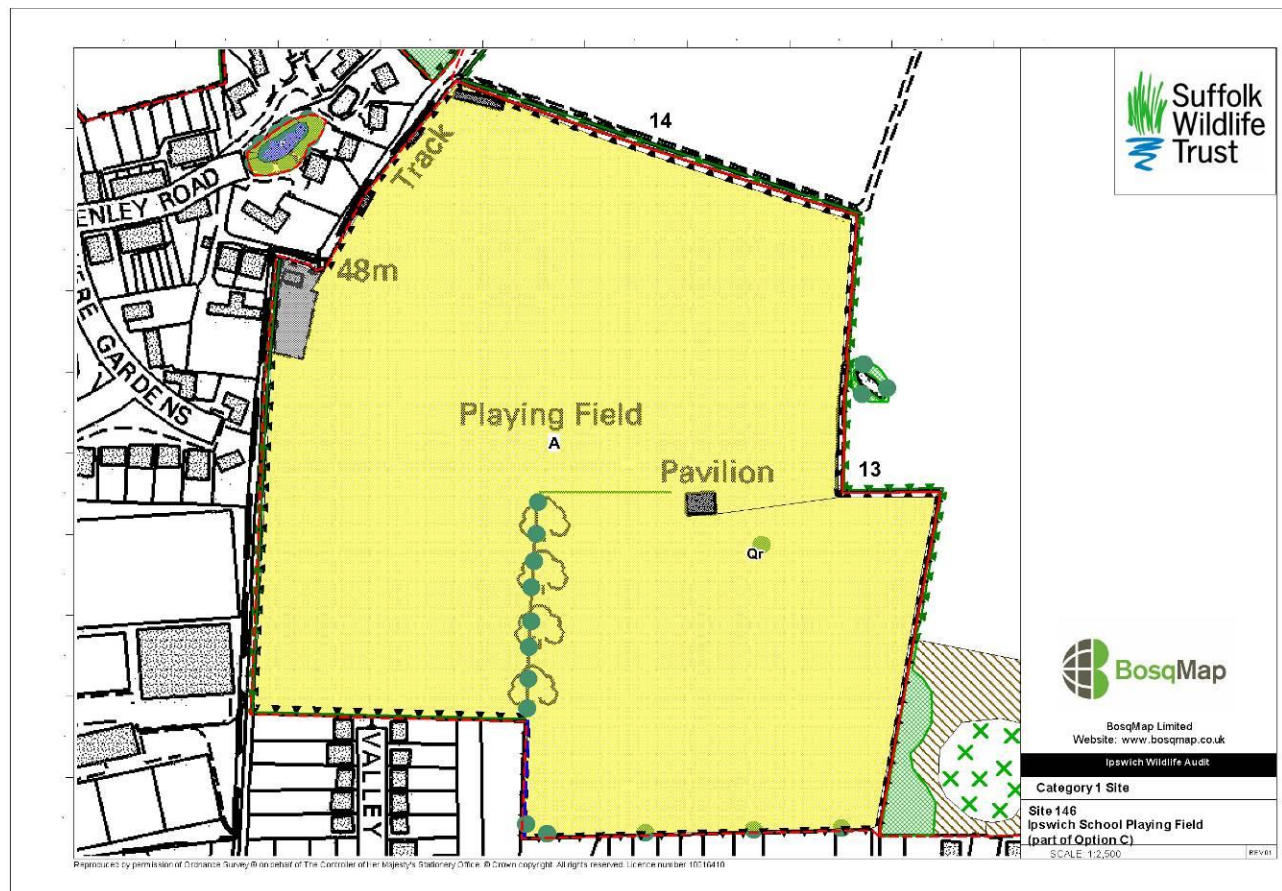 14
Track
ENLEY ROAD
48m
RE GARDENS
Playing Field
A
Pavilion
13
Qr
VALLEY
Suffolk
Wildlife
Trust
BosqMap
BosqMap Limited
Website: www.bosqmap.co.uk
Ipswich Wildlife Audit
Category 1 Site
Site 146
Ipswich School Playing Field
(part of Option C)
SCALE 1:2,500
REV 01
Reproduced by permission of Ordnance Survey ® on behalf of The Controller of Her Majesty's Stationery Office. © Crown copyright. All rights reserved. Licence number 10016410